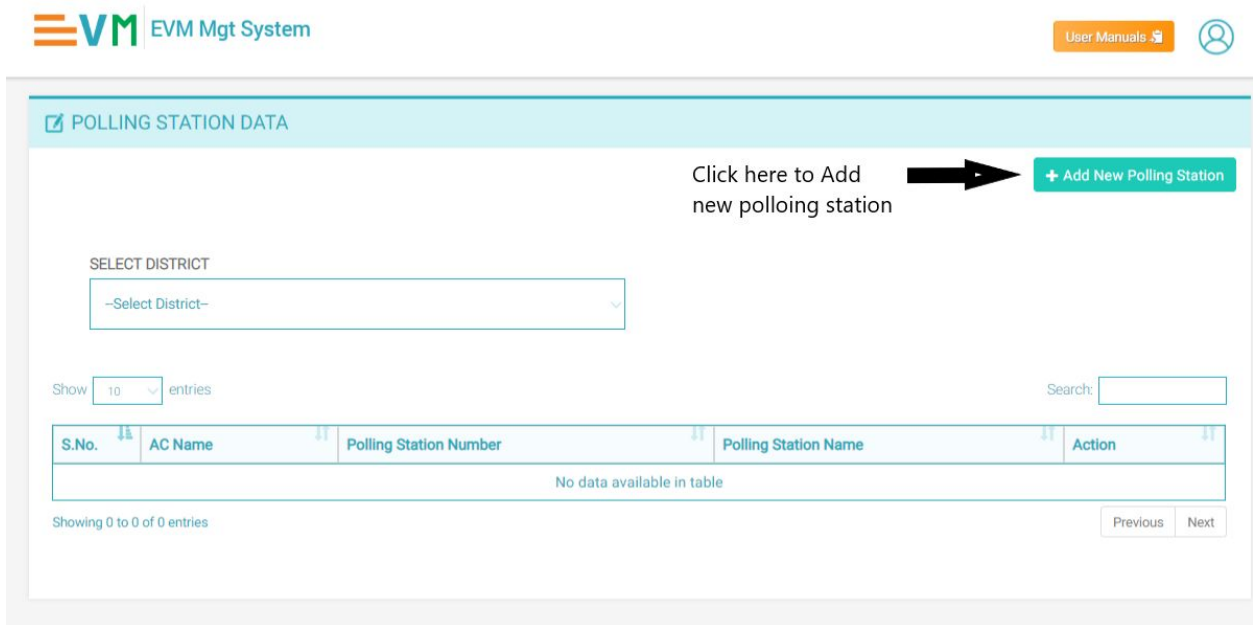 EVM EVM Mgt System
User Manuals
POLLING STATION DATA
Click here to Add
new polloing station
+ Add New Polling Station
SELECT DISTRICT
--Select District--
Show 10 entries
Search:
S.No. AC Name Polling Station Number Polling Station Name Action
No data available in table
Showing 0 to 0 of 0 entries
Previous Next